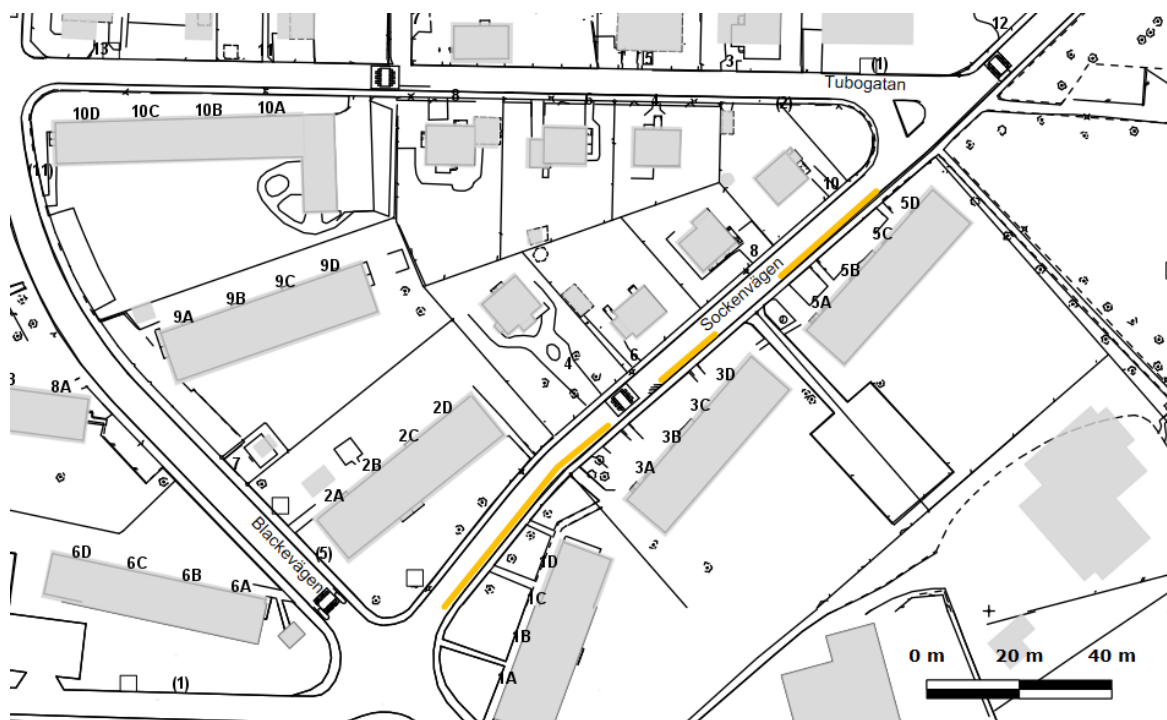 12
13
11
3
5
(1)
Tubogatan
8
6
4
(2)
10D 10C 10B 10A
(11)
10
8
5D
5C
5B
5A
Sockenvägen
9D
9C
9B
9A
6
4
3D
3C
3B
3A
8A
2D
2C
2B
2A
7
Blackevägen
(5)
6D
6C
6B
6A
1D
1C
1B
1A
(1)
0 m 20 m 40 m